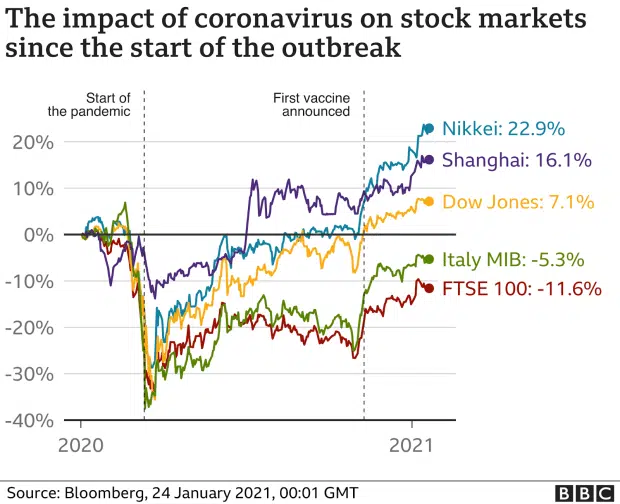 The impact of coronavirus on stock markets
since the start of the outbreak
Start of
the pandemic
First vaccine
announced
20%
10%
0%
-10%
-20%
-30%
-40%
Nikkei: 22.9%
Shanghai: 16.1%
Dow Jones: 7.1%
Italy MIB: -5.3%
FTSE 100: -11.6%
2020
2021
Source: Bloomberg, 24 January 2021, 00:01 GMT
BBC